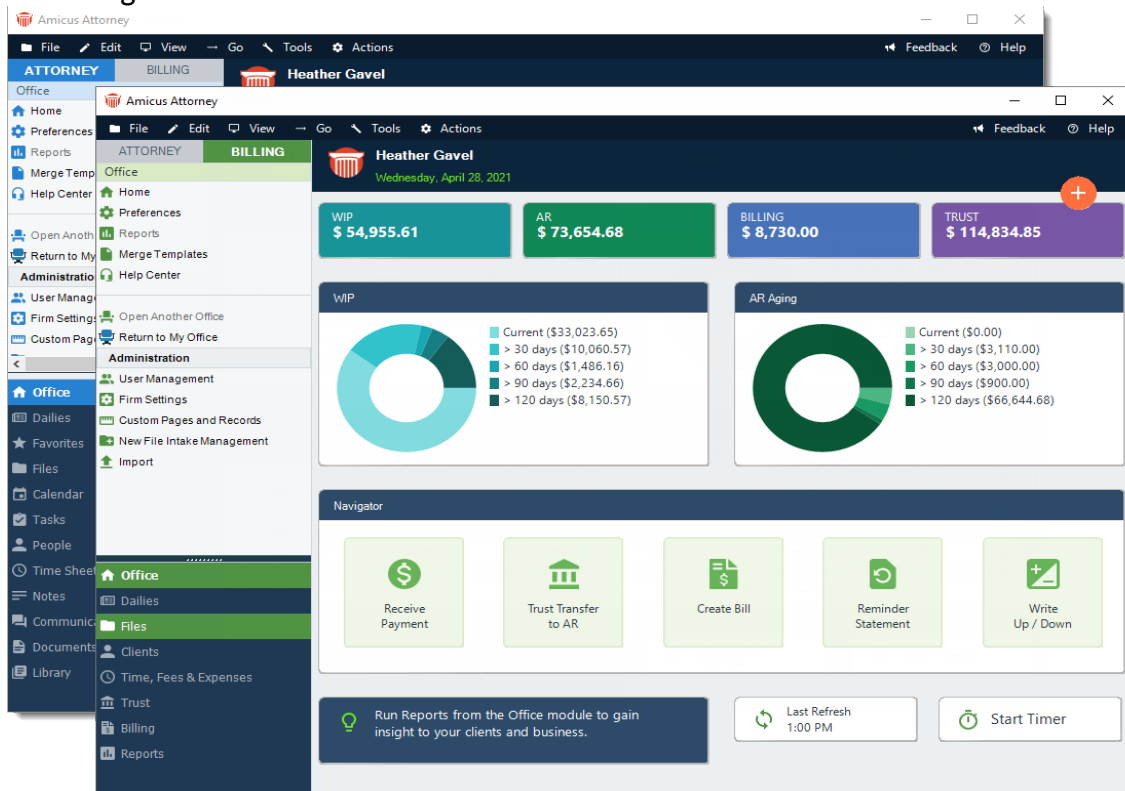 Amicus Attorney
File Edit View Go Tools Actions Feedback Help
ATTORNEY BILLING
Heather Gavel
Office
Home
Preferences
Reports
Merge Temp
Help Center
Open Anoth
Return to My
Administratio
User Manage
Firm Settings
Custom Page
Office
Dailies
Favorites
Files
Calendar
Tasks
People
Time Sheet
Notes
Communica
Documents
Library
Amicus Attorney
File Edit View Go Tools Actions Feedback Help
ATTORNEY BILLING
Heather Gavel
Wednesday, April 28, 2021
Office
Home
Preferences
Reports
Merge Templates
Help Center
Open Another Office
Return to My Office
Administration
User Management
Firm Settings
Custom Pages and Records
New File Intake Management
Import
Office
Dailies
Files
Clients
Time, Fees & Expenses
Trust
Billing
Reports
WIP
$ 54,955.61
AR
$ 73,654.68
BILLING
$ 8,730.00
TRUST
$ 114,834.85
WIP
Current ($33,023.65)
> 30 days ($10,060.57)
> 60 days ($1,486.16)
> 90 days ($2,234.66)
> 120 days ($8,150.57)
AR Aging
Current ($0.00)
> 30 days ($3,110.00)
> 60 days ($3,000.00)
> 90 days ($900.00)
> 120 days ($66,644.68)
Navigator
Receive
Payment
Trust Transfer
to AR
Create Bill
Reminder
Statement
Write
Up / Down
Run Reports from the Office module to gain
insight to your clients and business.
Last Refresh
1:00 PM
Start Timer